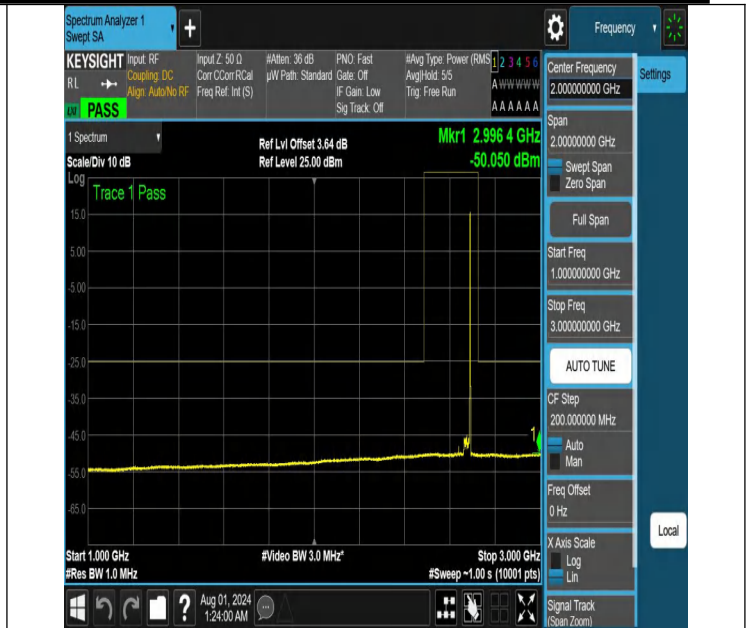 Spectrum Analyzer 1
Swept SA
Frequency
KEYSIGHT
RL
PASS
Input: RF
Coupling: DC
Align: Auto/No RF
Input Z: 50 Ω
Corr CCorr RCal
Freq Ref: Int (S)
#Atten: 36 dB
µW Path: Standard
PNO: Fast
Gate: Off
IF Gain: Low
Sig Track: Off
#Avg Type: Power (RMS
Avg|Hold: 5/5
Trig: Free Run
1 2 3 4 5 6
A W W W W W
A A A A A A
1 Spectrum
Scale/Div 10 dB
Ref Lvl Offset 3.64 dB
Ref Level 25.00 dBm
Mkr1 2.996 4 GHz
-50.050 dBm
Log
Trace 1 Pass
15.0
5.00
-5.00
-15.0
-25.0
-35.0
-45.0
-55.0
-65.0
1
Start 1.000 GHz
#Video BW 3.0 MHz*
Stop 3.000 GHz
#Res BW 1.0 MHz
#Sweep ~1.00 s (10001 pts)
Center Frequency
2.000000000 GHz
Settings
Span
2.00000000 GHz
Swept Span
Zero Span
Full Span
Start Freq
1.000000000 GHz
Stop Freq
3.000000000 GHz
AUTO TUNE
CF Step
200.000000 MHz
Auto
Man
Freq Offset
0 Hz
X Axis Scale
Log
Lin
Local
Signal Track
(Span Zoom)
?
Aug 01, 2024
1:24:00 AM